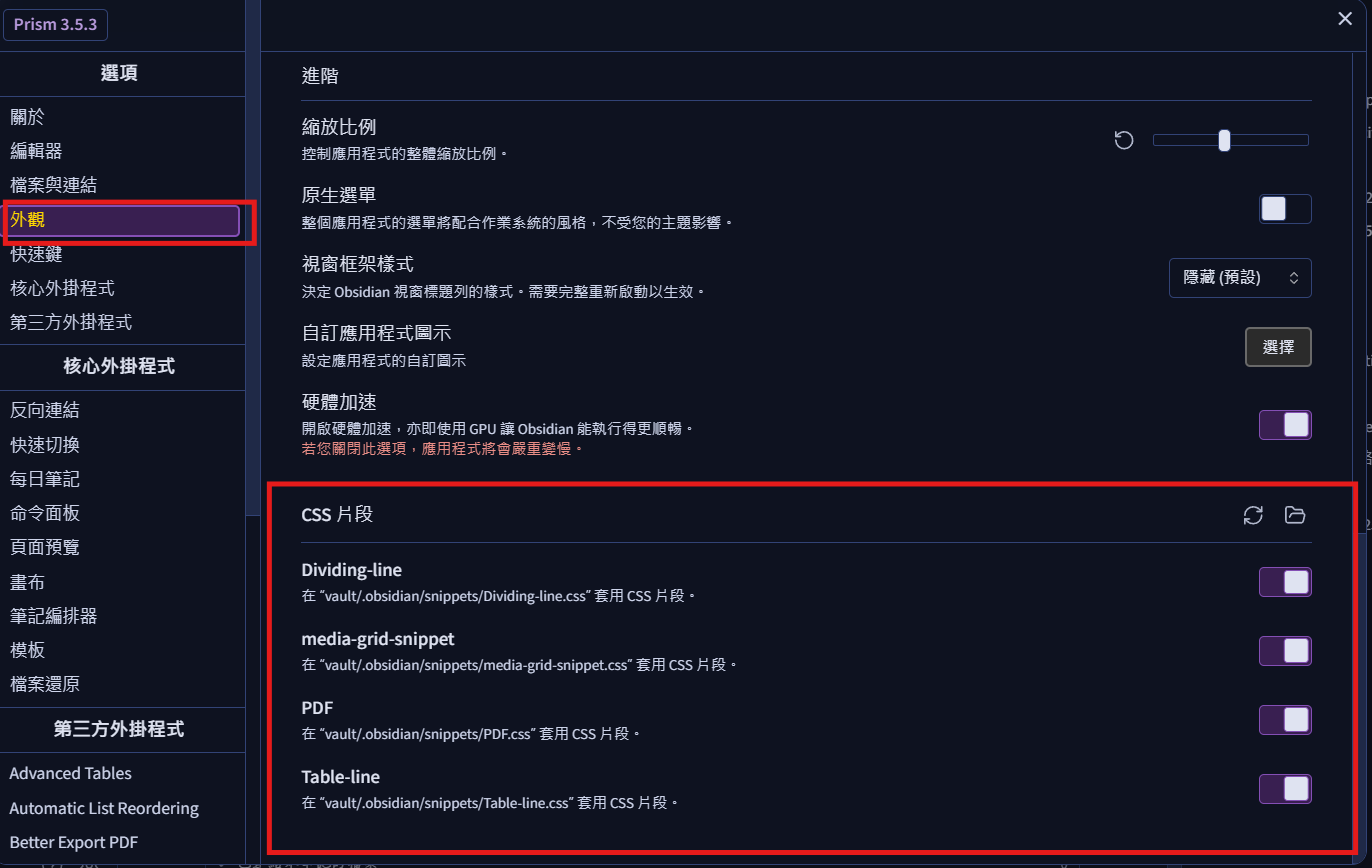 Prism 3.5.3
選項
關於
編輯器
檔案與連結
外觀
快速鍵
核心外掛程式
第三方外掛程式
核心外掛程式
反向連結
快速切換
每日筆記
命令面板
頁面預覽
畫布
筆記編排器
模板
檔案還原
第三方外掛程式
Advanced Tables
Automatic List Reordering
Better Export PDF
進階
縮放比例
控制應用程式的整體縮放比例。
原生選單
整個應用程式的選單將配合作業系統的風格，不受您的主題影響。
視窗框架樣式
決定 Obsidian 視窗標題列的樣式。需要完整重新啟動以生效。
隱藏 (預設)
自訂應用程式圖示
設定應用程式的自訂圖示
選擇
硬體加速
開啟硬體加速，亦即使用 GPU 讓 Obsidian 能執行得更順暢。
若您關閉此選項，應用程式將會嚴重變慢。
CSS 片段
Dividing-line
在 “vault/.obsidian/snippets/Dividing-line.css” 套用 CSS 片段。
media-grid-snippet
在 “vault/.obsidian/snippets/media-grid-snippet.css” 套用 CSS 片段。
PDF
在 “vault/.obsidian/snippets/PDF.css” 套用 CSS 片段。
Table-line
在 “vault/.obsidian/snippets/Table-line.css” 套用 CSS 片段。